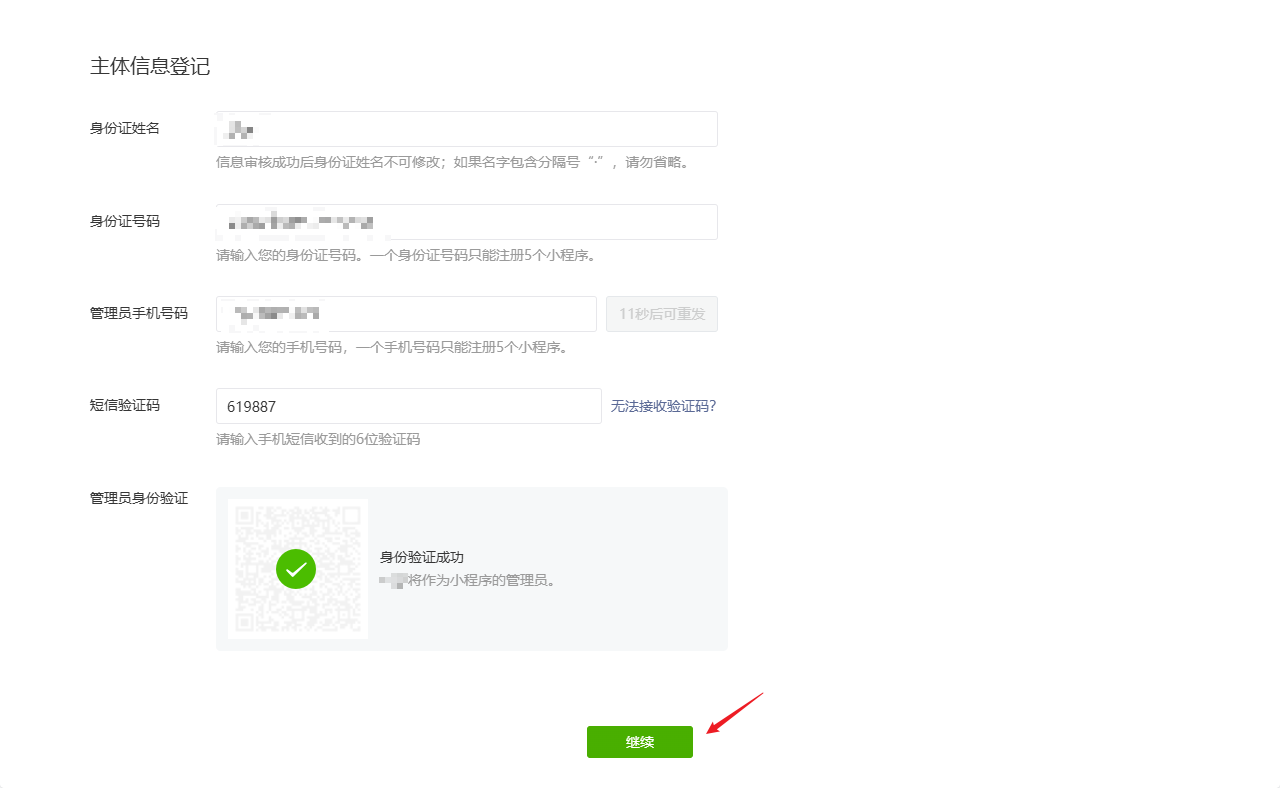 主体信息登记
身份证姓名
信息审核成功后身份证姓名不可修改；如果名字包含分隔号“·”，请勿省略。
身份证号码
请输入您的身份证号码。一个身份证号码只能注册5个小程序。
管理员手机号码
11秒后可重发
请输入您的手机号码，一个手机号码只能注册5个小程序。
短信验证码
619887
无法接收验证码?
请输入手机短信收到的6位验证码
管理员身份验证
身份验证成功
将作为小程序的管理员。
继续